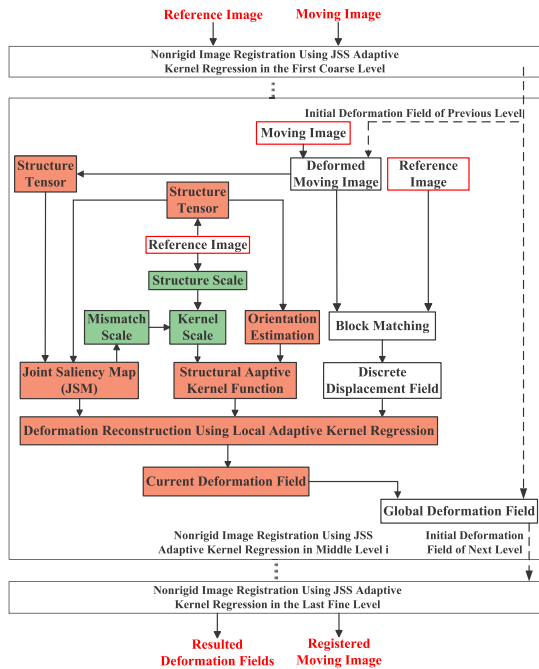 Reference Image
Moving Image
Nonrigid Image Registration Using JSS Adaptive
Kernel Regression in the First Coarse Level
Initial Deformation Field of Previous Level
Moving Image
Structure
Tensor
Deformed
Moving Image
Reference
Image
Structure
Tensor
Reference Image
Structure Scale
Mismatch
Scale
Kernel
Scale
Orientation
Estimation
Block Matching
Joint Saliency Map
(JSM)
Structural Aaptive
Kernel Function
Discrete
Displacement Field
Deformation Reconstruction Using Local Adaptive Kernel Regression
Current Deformation Field
Global Deformation Field
Nonrigid Image Registration Using JSS
Adaptive Kernel Regression in Middle Level i
Initial Deformation
Field of Next Level
Nonrigid Image Registration Using JSS Adaptive
Kernel Regression in the Last Fine Level
Resulted
Deformation Fields
Registered
Moving Image